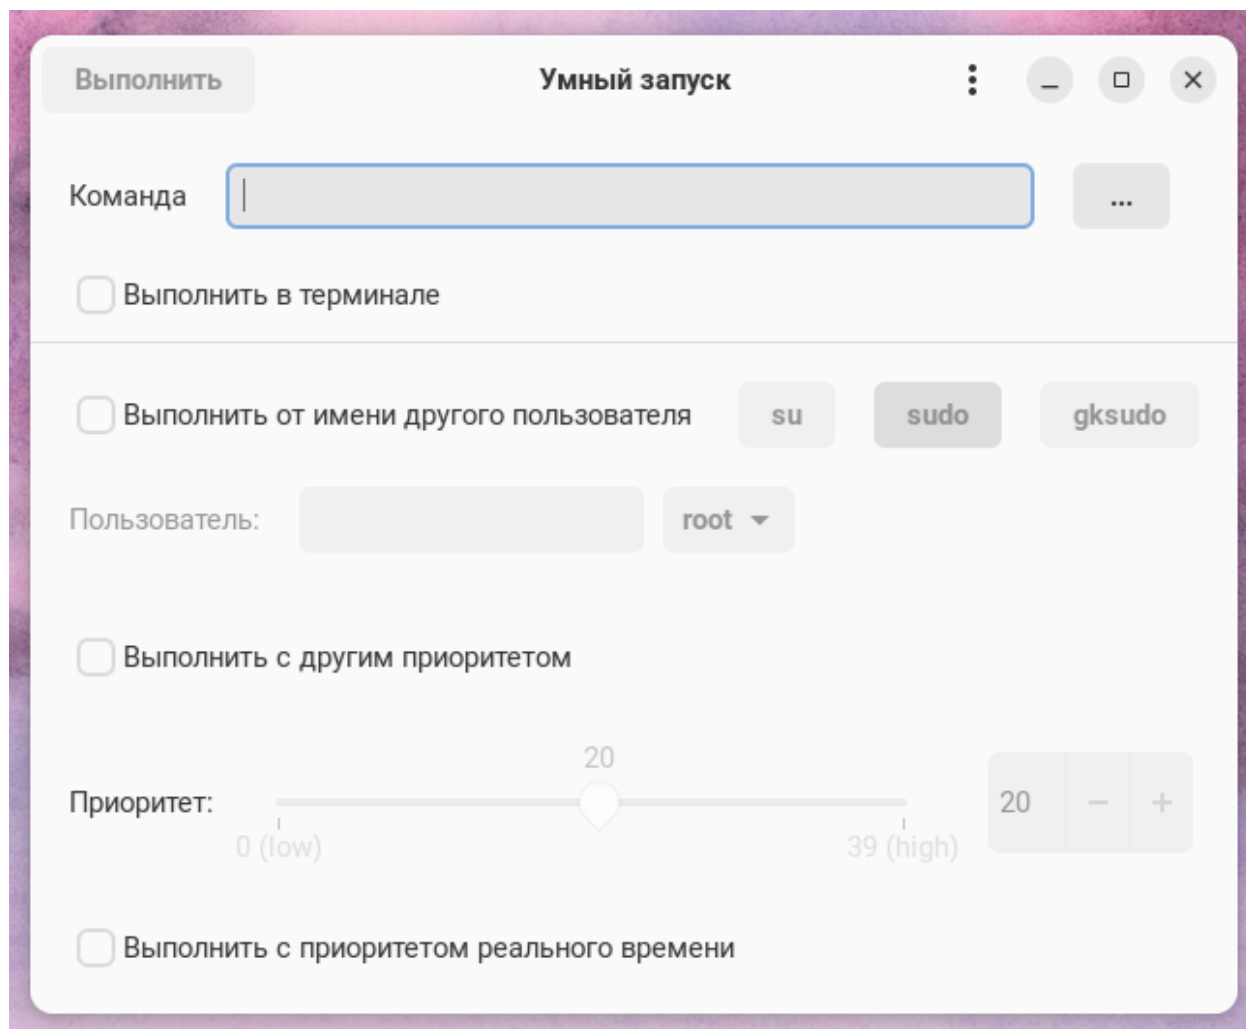 Выполнить Умный запуск
Команда ...
Выполнить в терминале
Выполнить от имени другого пользователя su sudo gksudo
Пользователь: root
Выполнить с другим приоритетом
20
Приоритет: 20 − +
0 (low) 39 (high)
Выполнить с приоритетом реального времени